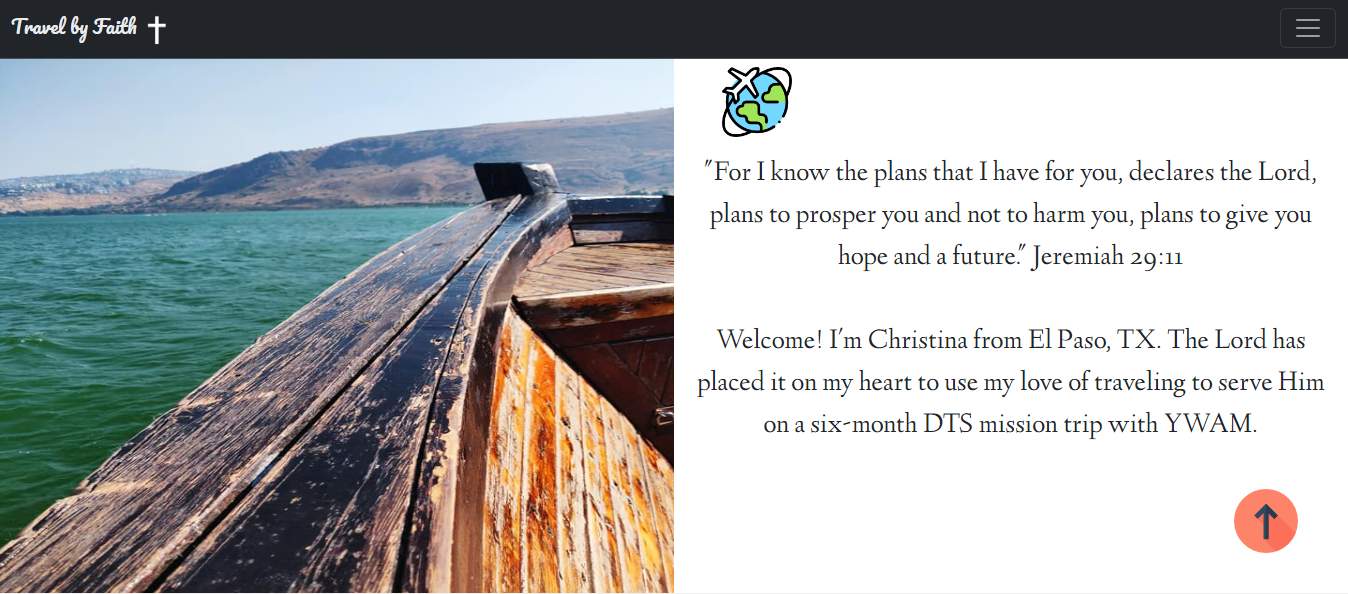 Travel by Faith
"For I know the plans that I have for you, declares the Lord,
plans to prosper you and not to harm you, plans to give you
hope and a future." Jeremiah 29:11
Welcome! I'm Christina from El Paso, TX. The Lord has
placed it on my heart to use my love of traveling to serve Him
on a six-month DTS mission trip with YWAM.